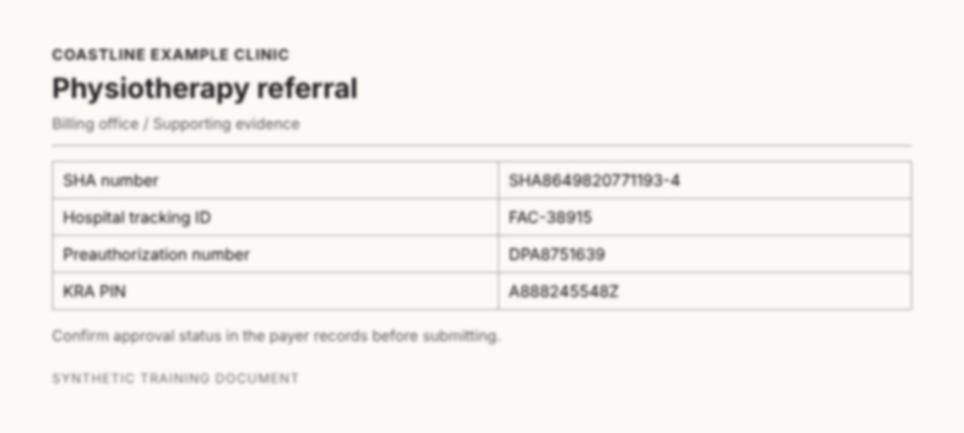 COASTLINE EXAMPLE CLINIC
Physiotherapy referral
Billing office / Supporting evidence
SHA number SHA8649820771193-4
Hospital tracking ID FAC-38915
Preauthorization number DPA8751639
KRA PIN A888245548Z
Confirm approval status in the payer records before submitting.
SYNTHETIC TRAINING DOCUMENT